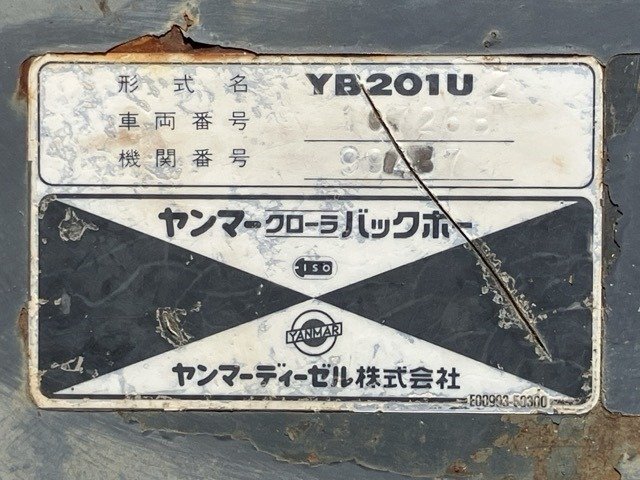 形式名 YB201U
車両番号
機関番号
ヤンマークローラバックホー
ISO
YANMAR
ヤンマーディーゼル株式会社
E00903-50300